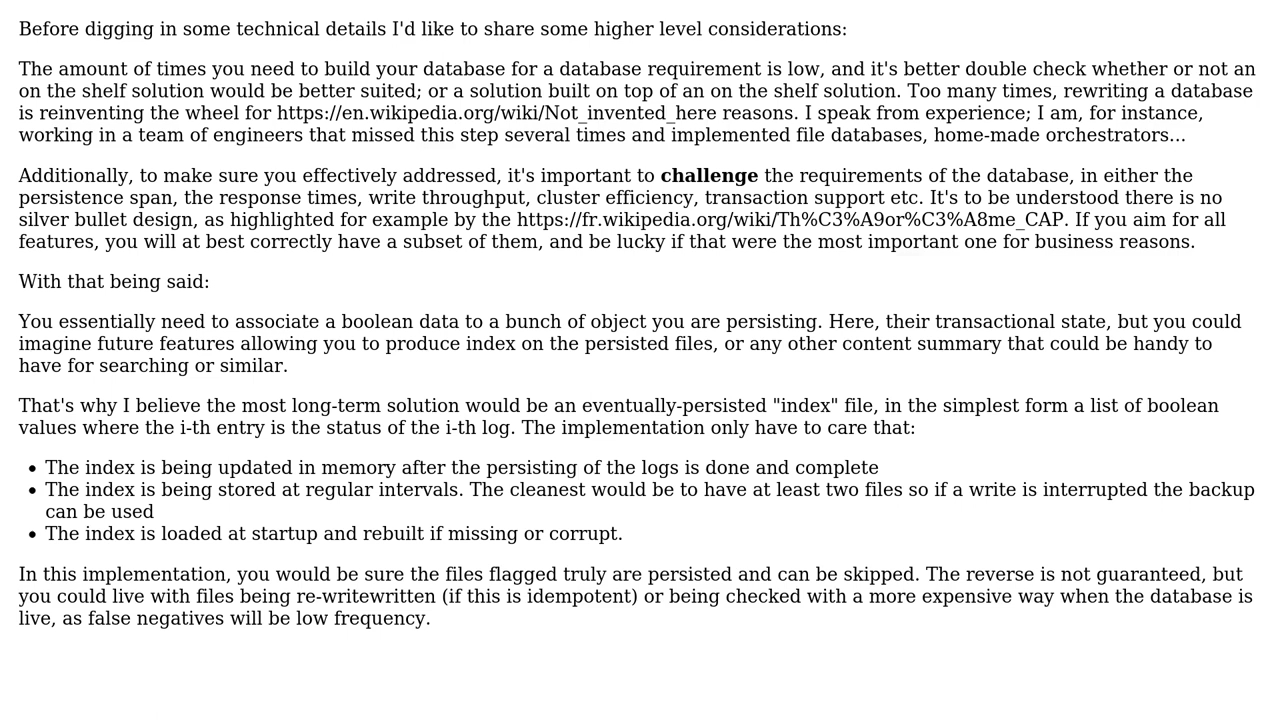 Before digging in some technical details I'd like to share some higher level considerations:
The amount of times you need to build your database for a database requirement is low, and it's better double check whether or not an
on the shelf solution would be better suited; or a solution built on top of an on the shelf solution. Too many times, rewriting a database
is reinventing the wheel for https://en.wikipedia.org/wiki/Not_invented_here reasons. I speak from experience; I am, for instance,
working in a team of engineers that missed this step several times and implemented file databases, home-made orchestrators...
Additionally, to make sure you effectively addressed, it's important to challenge the requirements of the database, in either the
persistence span, the response times, write throughput, cluster efficiency, transaction support etc. It's to be understood there is no
silver bullet design, as highlighted for example by the https://fr.wikipedia.org/wiki/Th%C3%A9or%C3%A8me_CAP. If you aim for all
features, you will at best correctly have a subset of them, and be lucky if that were the most important one for business reasons.
With that being said:
You essentially need to associate a boolean data to a bunch of object you are persisting. Here, their transactional state, but you could
imagine future features allowing you to produce index on the persisted files, or any other content summary that could be handy to
have for searching or similar.
That's why I believe the most long-term solution would be an eventually-persisted "index" file, in the simplest form a list of boolean
values where the i-th entry is the status of the i-th log. The implementation only have to care that:
• The index is being updated in memory after the persisting of the logs is done and complete
• The index is being stored at regular intervals. The cleanest would be to have at least two files so if a write is interrupted the backup
can be used
• The index is loaded at startup and rebuilt if missing or corrupt.
In this implementation, you would be sure the files flagged truly are persisted and can be skipped. The reverse is not guaranteed, but
you could live with files being re-writewritten (if this is idempotent) or being checked with a more expensive way when the database is
live, as false negatives will be low frequency.